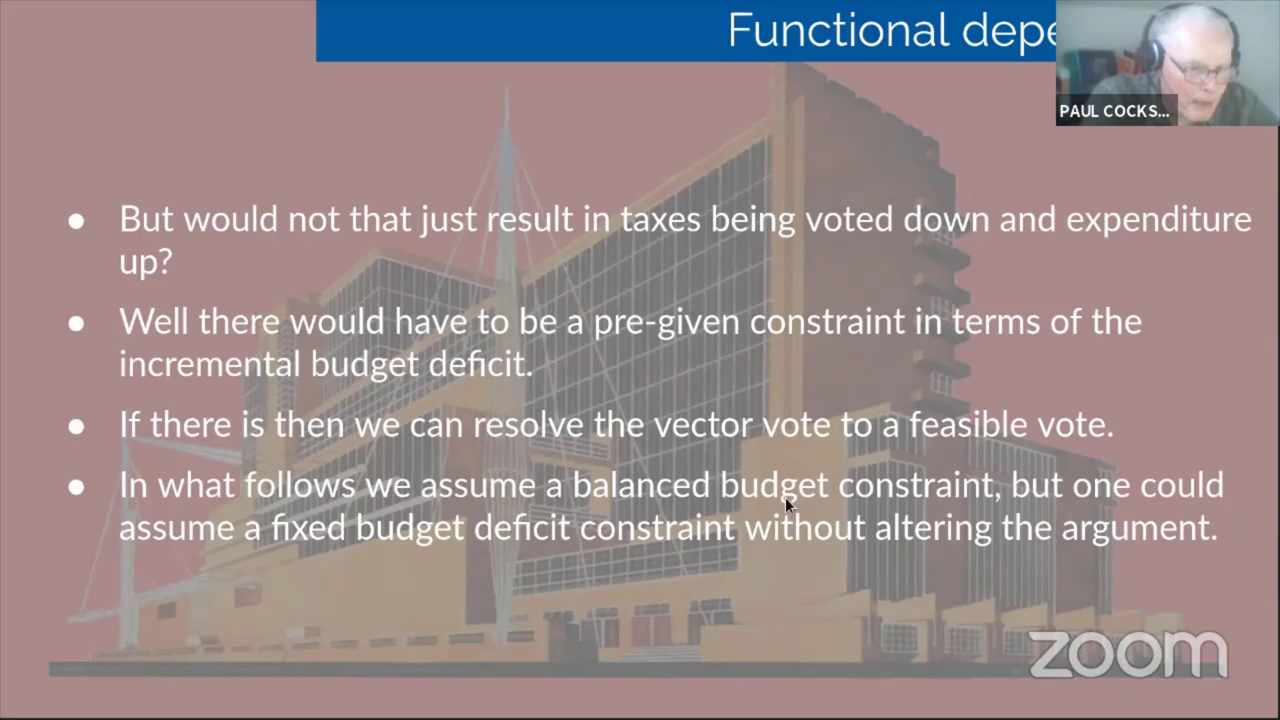 Functional depe
PAUL COCKS...
● But would not that just result in taxes being voted down and expenditure
up?
● Well there would have to be a pre-given constraint in terms of the
incremental budget deficit.
● If there is then we can resolve the vector vote to a feasible vote.
● In what follows we assume a balanced budget constraint, but one could
assume a fixed budget deficit constraint without altering the argument.
zoom